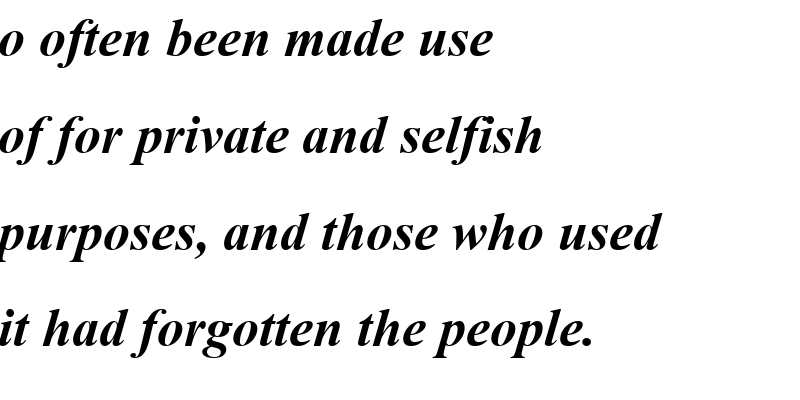 o often been made use
of for private and selfish
purposes, and those who used
it had forgotten the people.